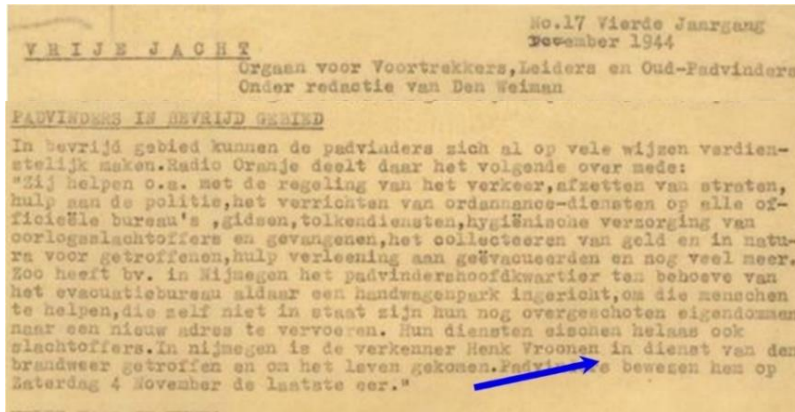 No.17 Vierde Jaargang
VRIJE JACHT
November 1944
Orgaan voor Voortrekkers,Leiders en Oud-Padvinders
Onder redactie van Den Weiman
PADVINDERS IN BEVRIJD GEBIED
In bevrijd gebied kunnen de padvinders zich al op vele wijzen verdien-
stelijk maken.Radio Oranje deelt daar het volgende over mede:
"Zij helpen o.a. met de regeling van het verkeer,afzetten van straten,
hulp aan de politie,het verrichten van ordannance-diensten op alle of-
ficieële bureau's ,gidsen,tolkendiensten,hygiënische verzorging van
oorlogsslachtoffers en gevangenen,het collecteeren van geld en in natu-
ra voor getroffenen,hulp verleening aan geëvacueerden en nog veel meer.
Zoo heeft bv. in Nijmegen het padvindershoofdkwartier ten behoeve van
het evacuatiebureau aldaar een handwagenpark ingericht,om die menschen
te helpen,die zelf niet in staat zijn hun nog overgeschoten eigendommen
naar een nieuw adres te vervoeren. Hun diensten eischen helaas ook
slachtoffers.In nijmegen is de verkenner Henk Vroonen in dienst van den
brandweer getroffen en om het leven gekomen.Padvinders bewezen hem op
Zaterdag 4 November de laatste eer."